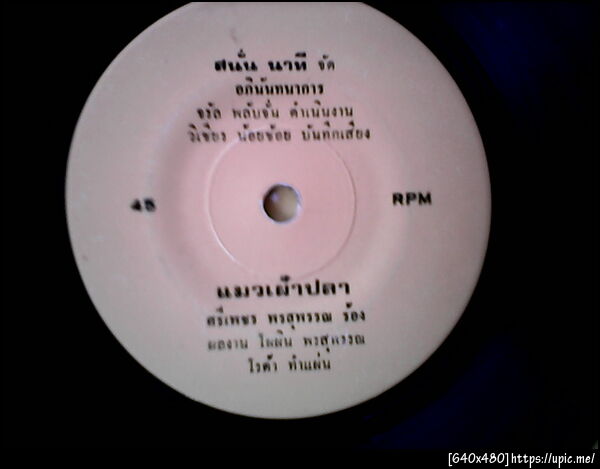 สนั่น นาที จัด
อภินันทนาการ
จรัล พลับชั่น ดำเนินงาน
วิเชียร น้อยช้อย บันทึกเสียง
45
RPM
แมวเฝ้าปลา
ศรีเพชร พรสุพรรณ ร้อง
ผลงาน ไพผิน พรสุพรรณ
โรต้า ทำแผ่น
[640x480]https://upic.me/